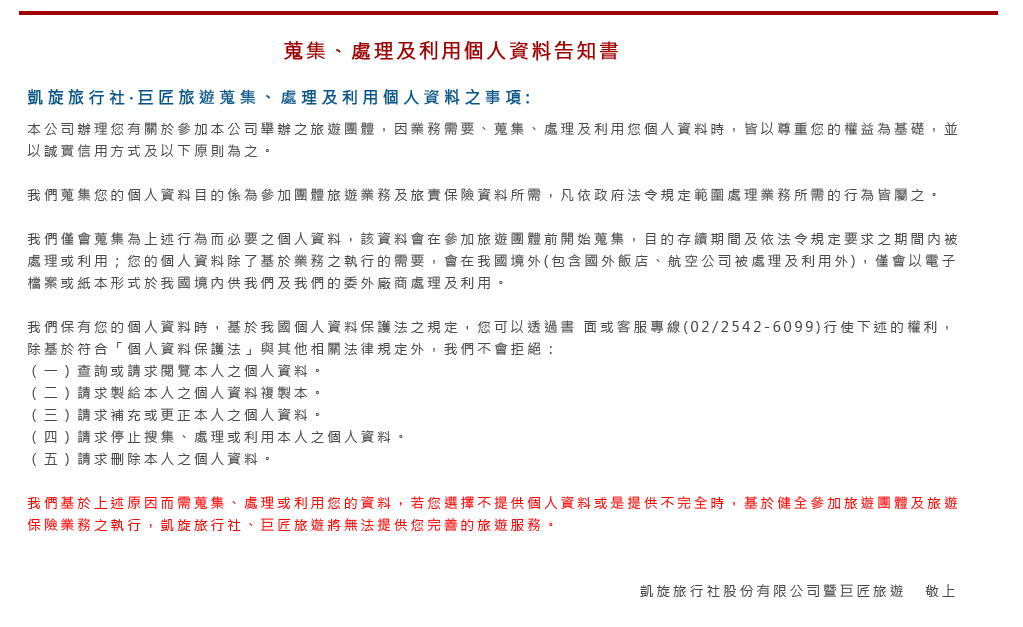 蒐集、處理及利用個人資料告知書
凱旋旅行社‧巨匠旅遊蒐集、處理及利用個人資料之事項:
本公司辦理您有關於參加本公司舉辦之旅遊團體，因業務需要、蒐集、處理及利用您個人資料時，皆以尊重您的權益為基礎，並
以誠實信用方式及以下原則為之。
我們蒐集您的個人資料目的係為參加團體旅遊業務及旅責保險資料所需，凡依政府法令規定範圍處理業務所需的行為皆屬之。
我們僅會蒐集為上述行為而必要之個人資料，該資料會在參加旅遊團體前開始蒐集，目的存續期間及依法令規定要求之期間內被
處理或利用；您的個人資料除了基於業務之執行的需要，會在我國境外(包含國外飯店、航空公司被處理及利用外)，僅會以電子
檔案或紙本形式於我國境內供我們及我們的委外廠商處理及利用。
我們保有您的個人資料時，基於我國個人資料保護法之規定，您可以透過書 面或客服專線(02/2542-6099)行使下述的權利，
除基於符合「個人資料保護法」與其他相關法律規定外，我們不會拒絕：
（一）查詢或請求閱覽本人之個人資料。
（二）請求製給本人之個人資料複製本。
（三）請求補充或更正本人之個人資料。
（四）請求停止搜集、處理或利用本人之個人資料。
（五）請求刪除本人之個人資料。
我們基於上述原因而需蒐集、處理或利用您的資料，若您選擇不提供個人資料或是提供不完全時，基於健全參加旅遊團體及旅遊
保險業務之執行，凱旋旅行社、巨匠旅遊將無法提供您完善的旅遊服務。
凱旋旅行社股份有限公司暨巨匠旅遊　敬上